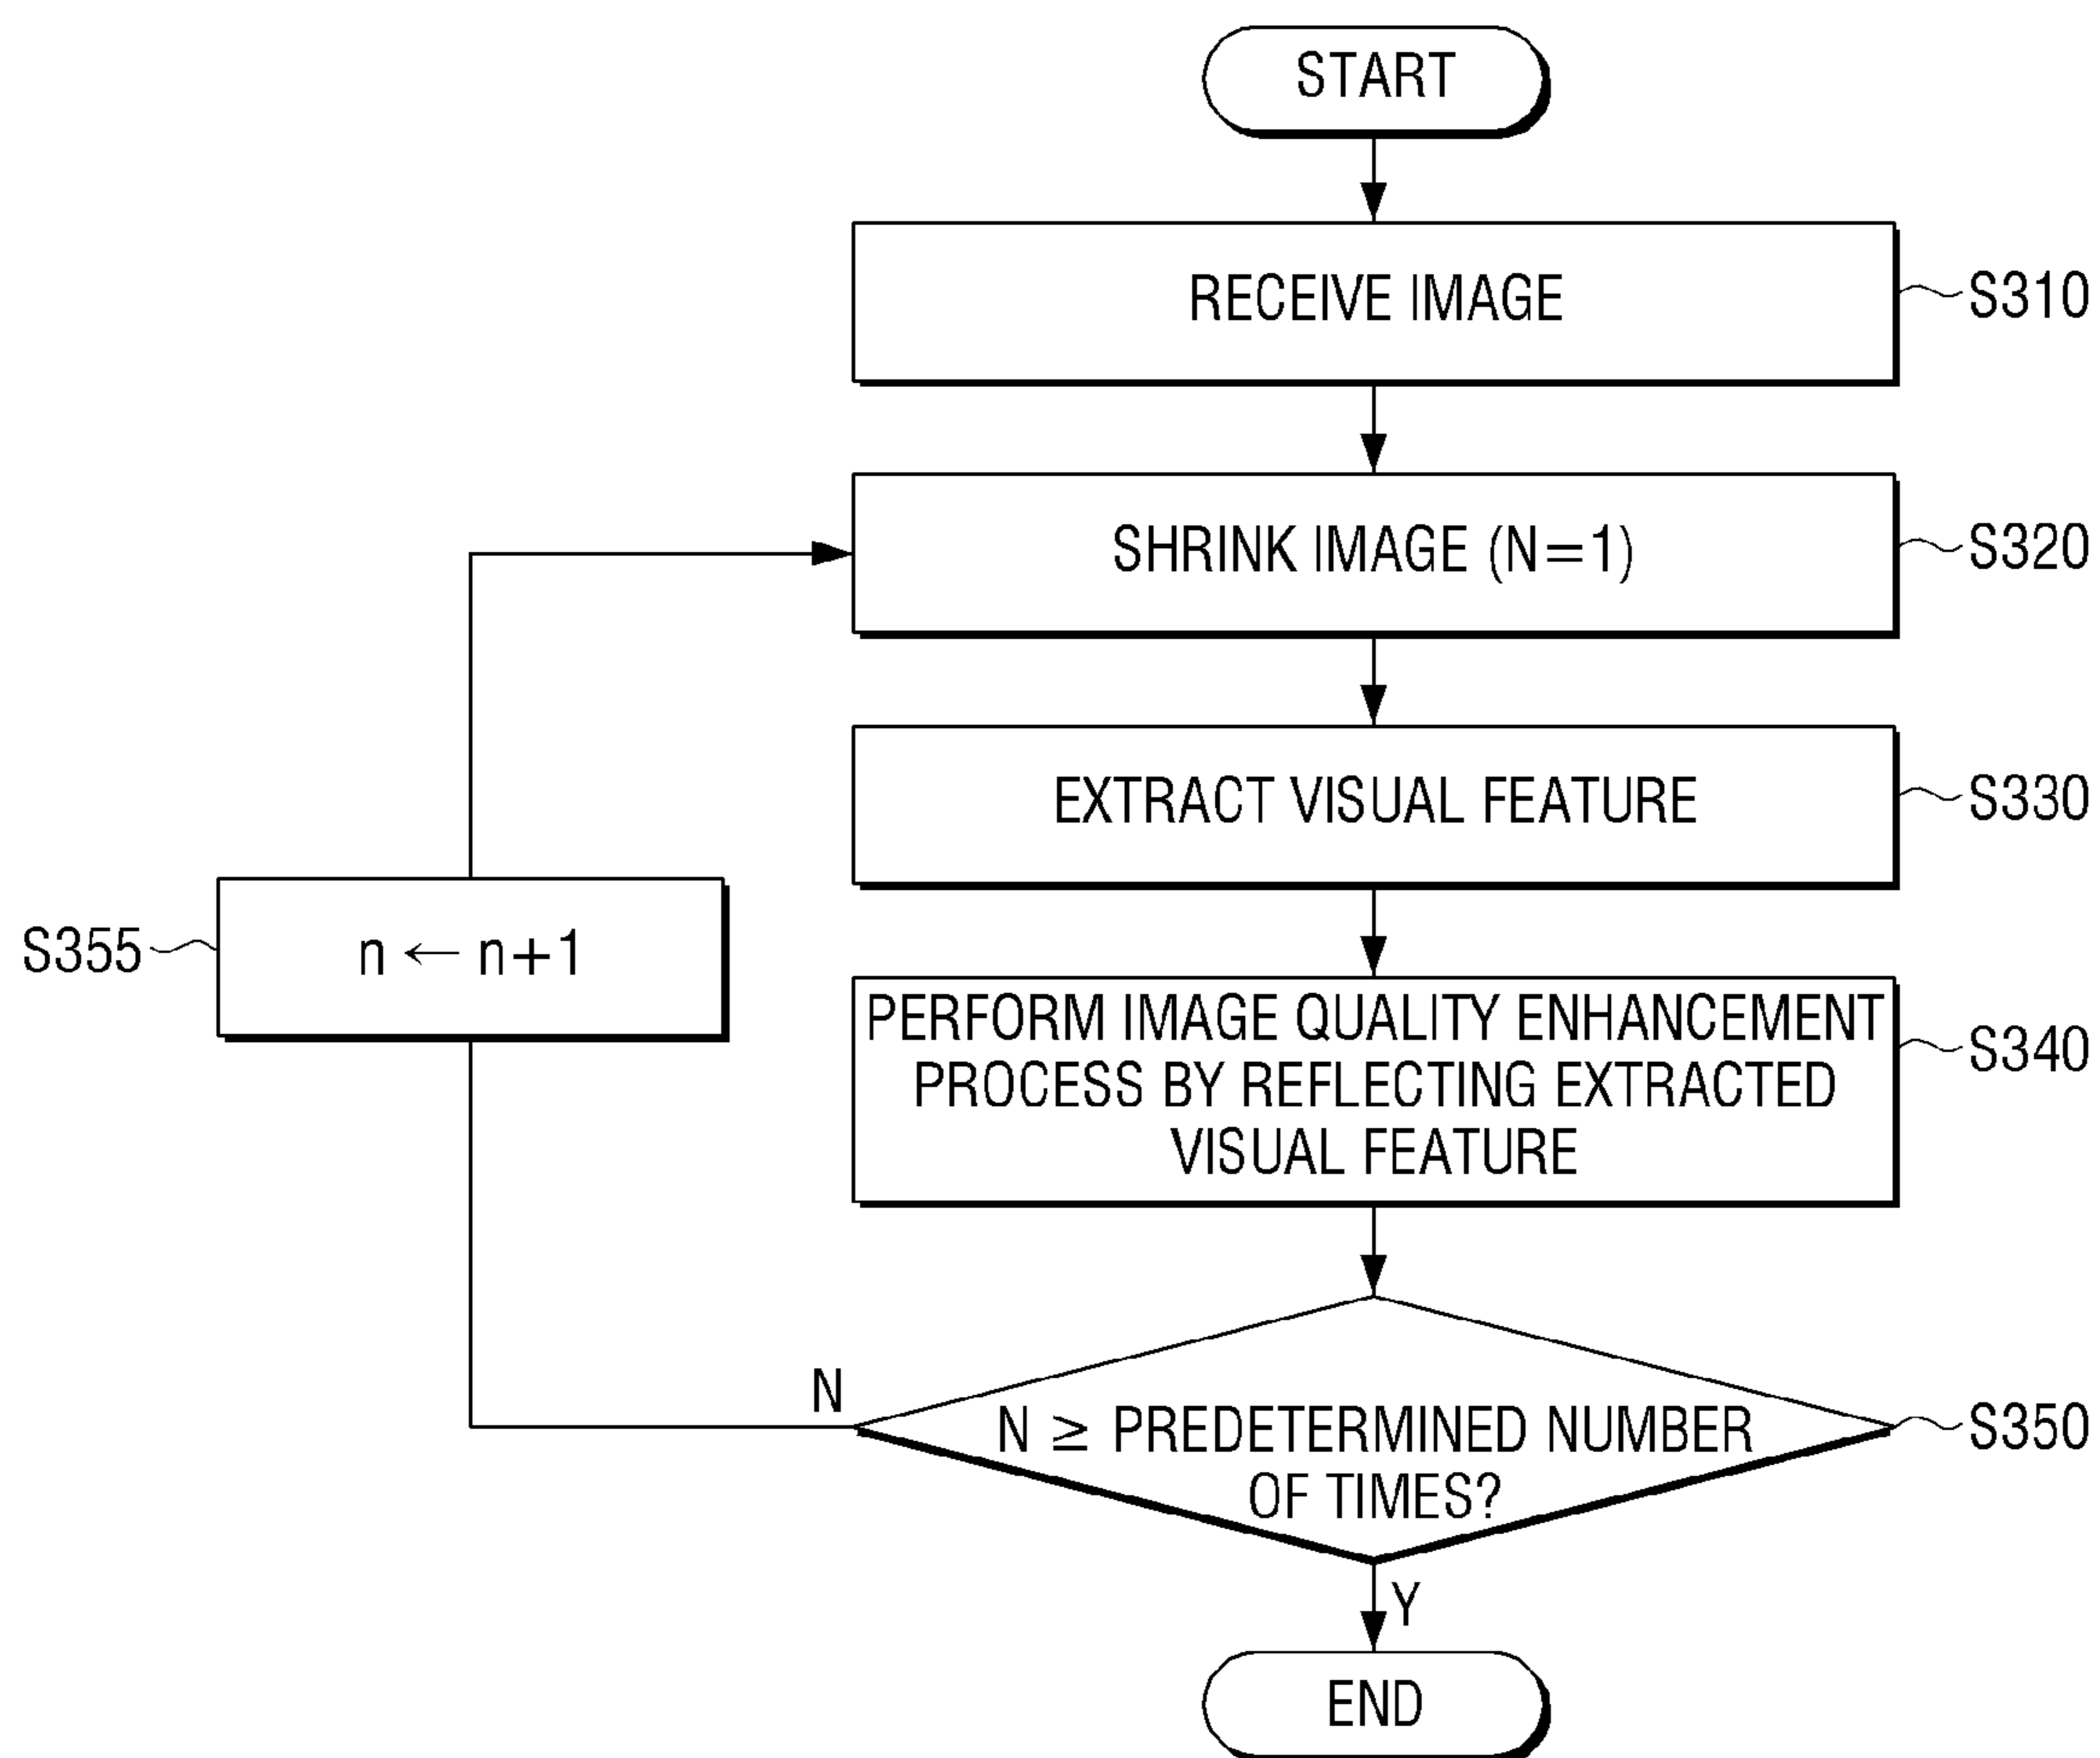 START
RECEIVE IMAGE
S310
SHRINK IMAGE (N=1)
S320
EXTRACT VISUAL FEATURE
S330
S355
n ← n+1
PERFORM IMAGE QUALITY ENHANCEMENT
PROCESS BY REFLECTING EXTRACTED
VISUAL FEATURE
S340
N
N ≥ PREDETERMINED NUMBER
OF TIMES?
S350
Y
END